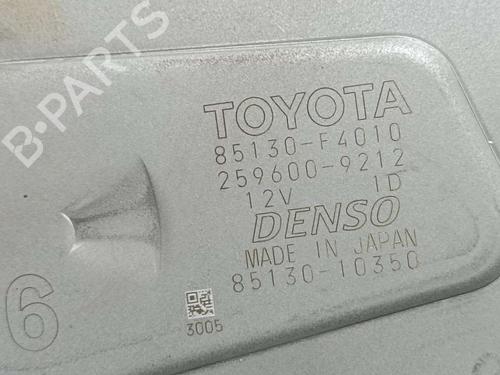 B-PARTS
TOYOTA
85130-F4010
259600-9212
12V 1D
DENSO
MADE IN JAPAN
85130-10350
6
3005